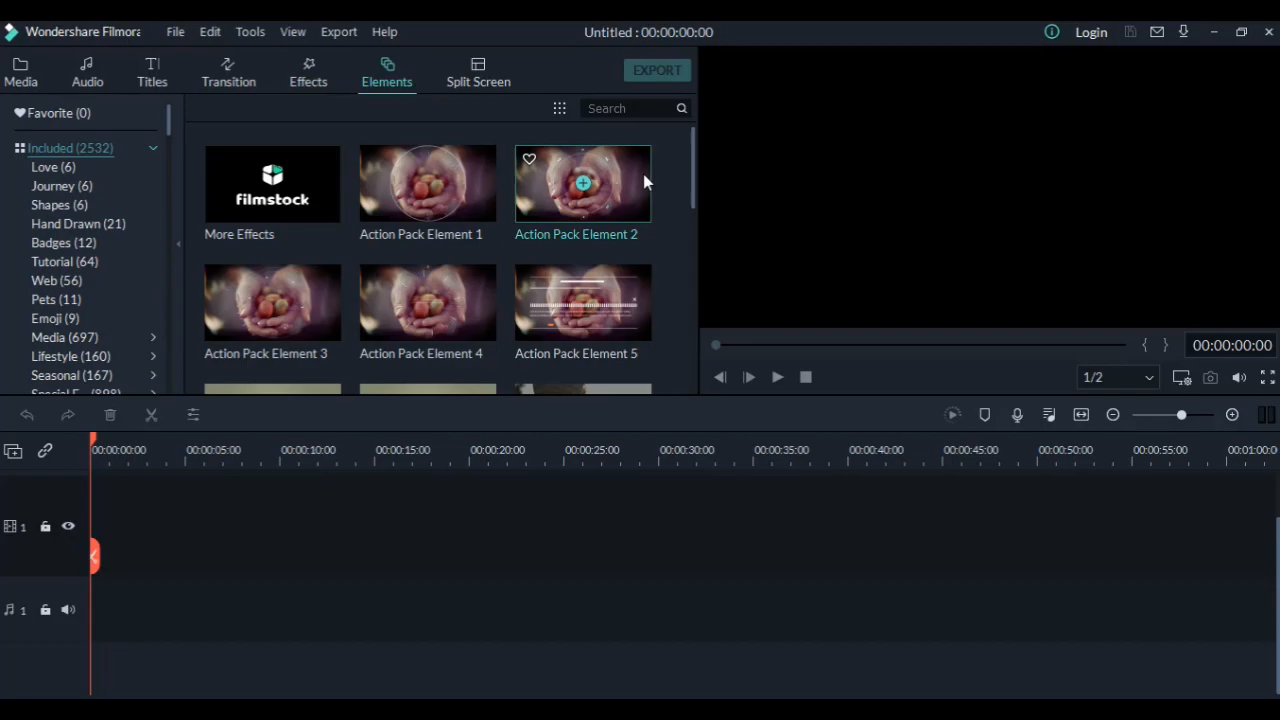 Wondershare Filmora
File Edit Tools View Export Help
Untitled : 00:00:00:00
Login
Media Audio Titles Transition Effects Elements Split Screen
EXPORT
Favorite (0)
Search
Included (2532)
Love (6)
Journey (6)
Shapes (6)
Hand Drawn (21)
Badges (12)
Tutorial (64)
Web (56)
Pets (11)
Emoji (9)
Media (697)
Lifestyle (160)
Seasonal (167)
filmstock
More Effects
Action Pack Element 1
Action Pack Element 2
Action Pack Element 3
Action Pack Element 4
Action Pack Element 5
{ } 00:00:00:00
1/2
00:00:00:00 00:00:05:00 00:00:10:00 00:00:15:00 00:00:20:00 00:00:25:00 00:00:30:00 00:00:35:00 00:00:40:00 00:00:45:00 00:00:50:00 00:00:55:00 00:01:00:0
1
1